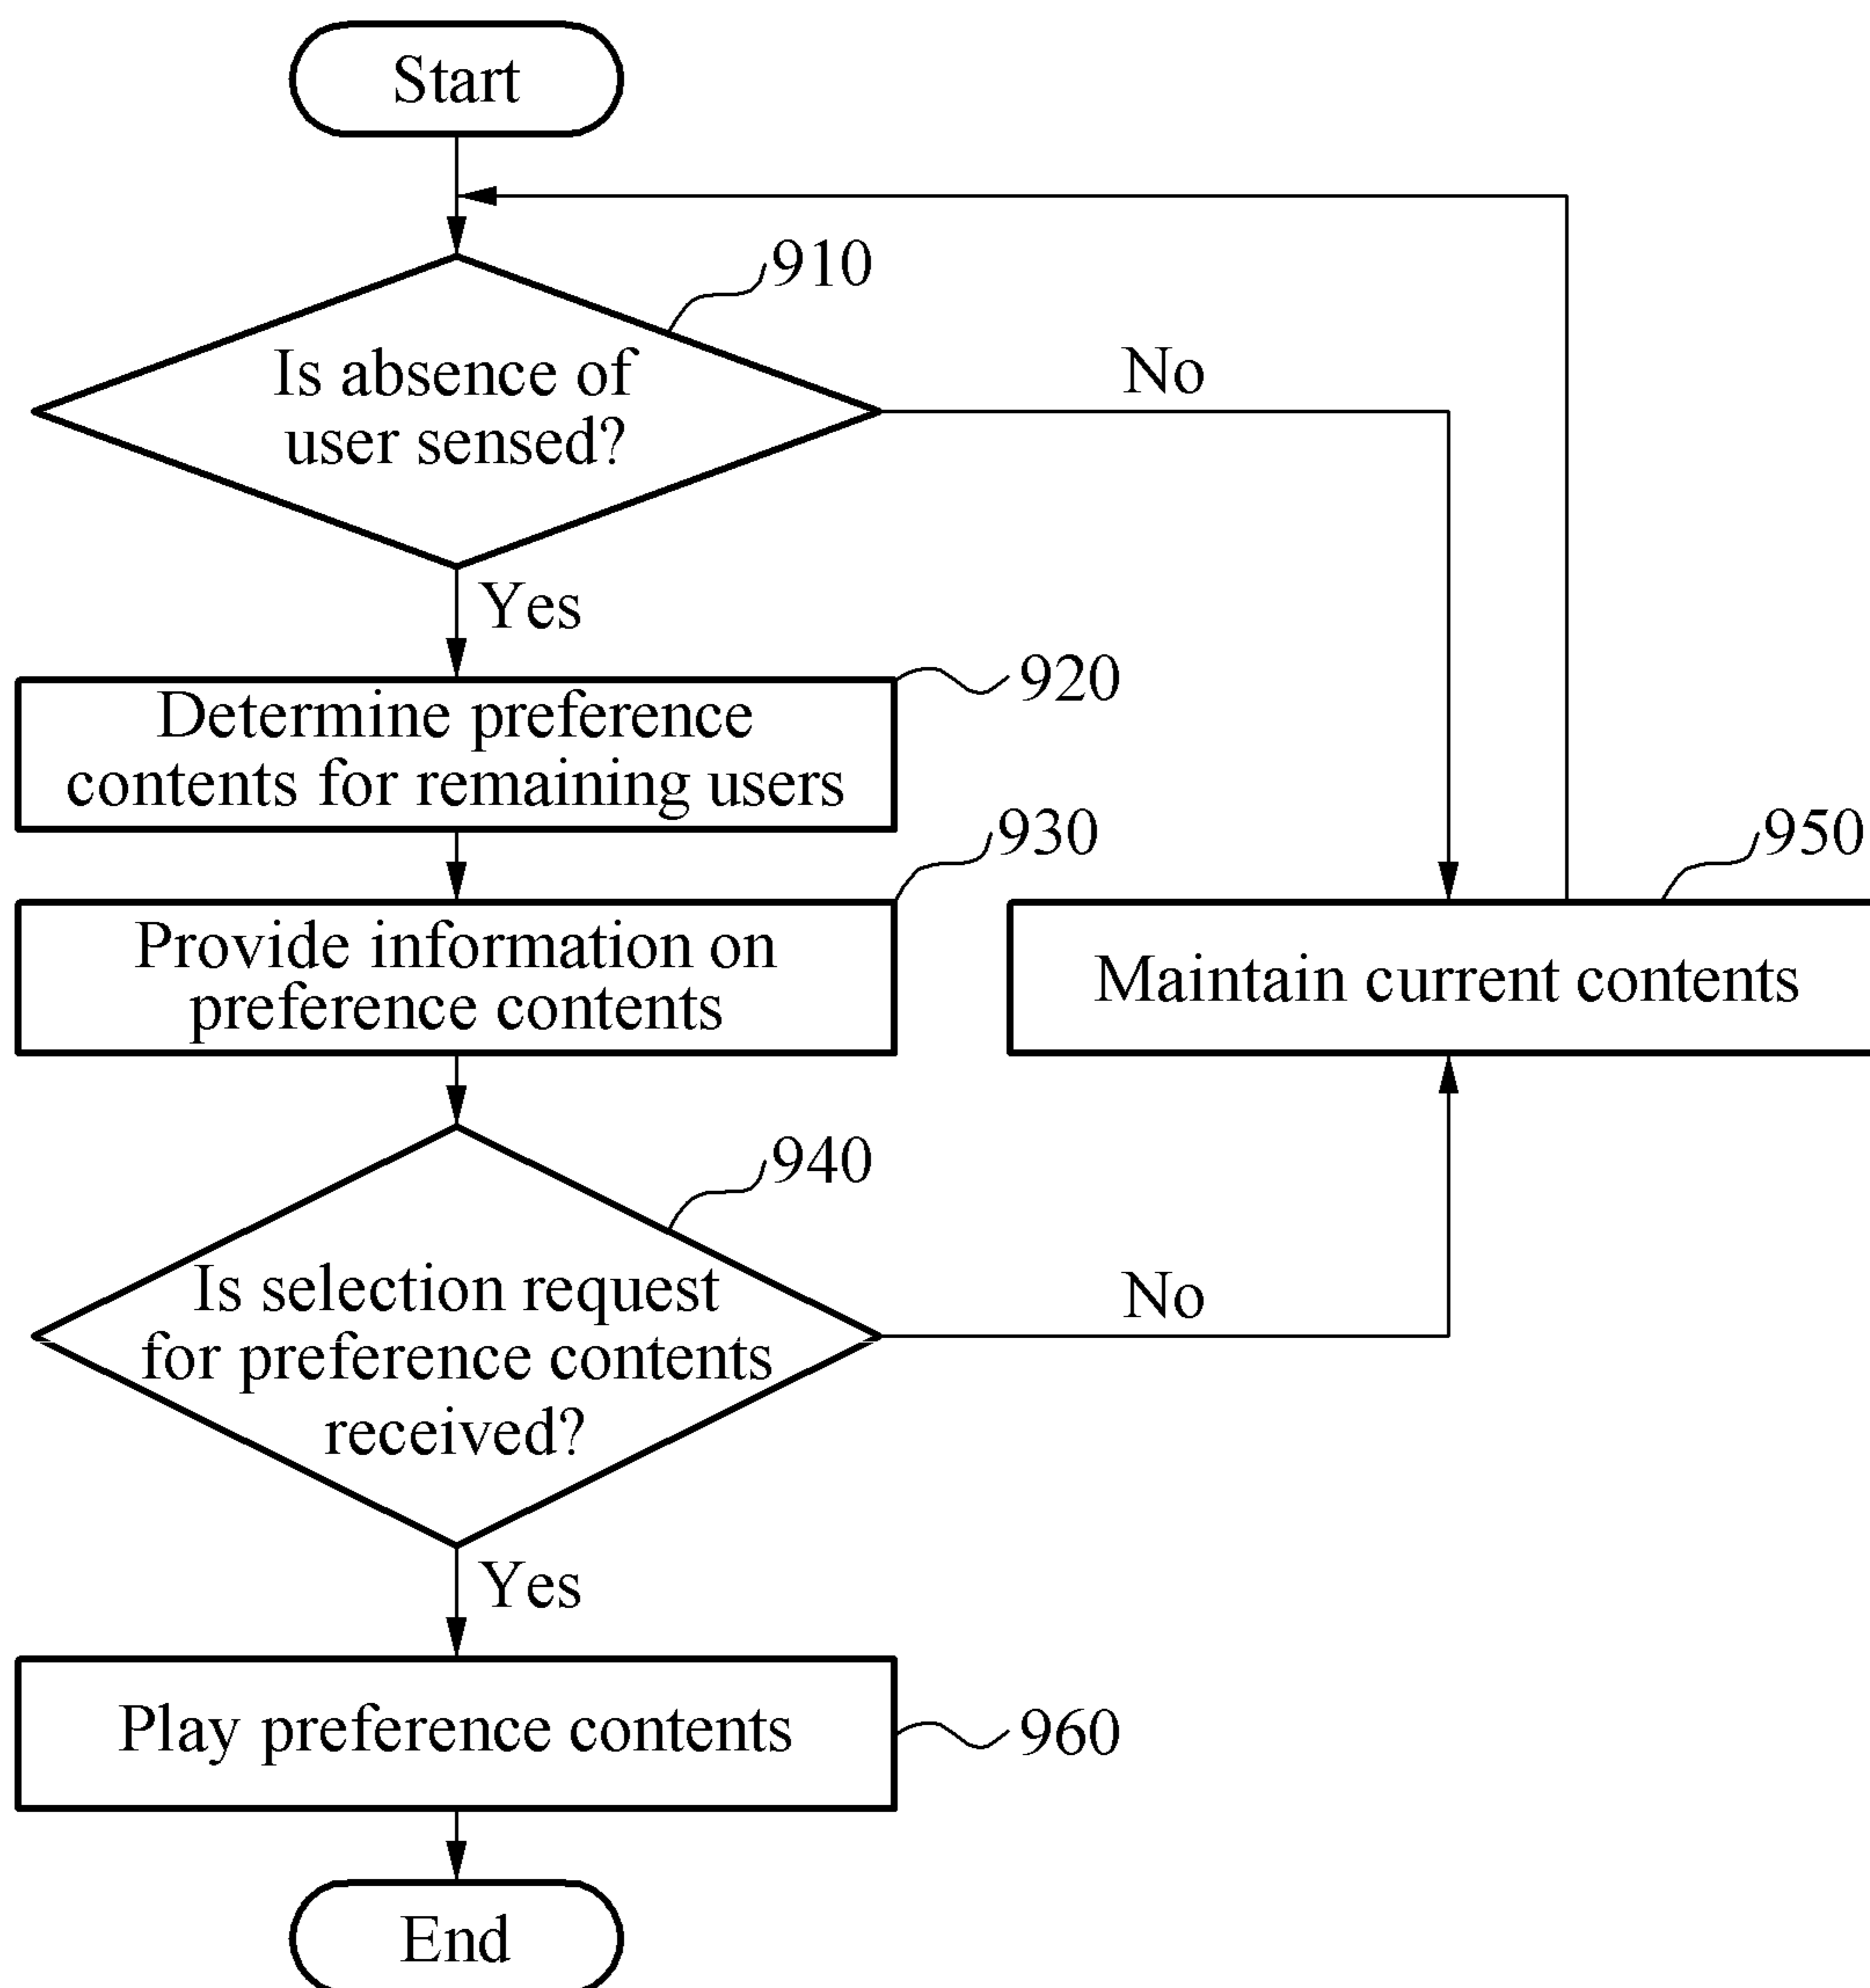 Start
910
Is absence of
user sensed?
No
Yes
920
Determine preference
contents for remaining users
930
950
Provide information on
preference contents
Maintain current contents
940
Is selection request
for preference contents
received?
No
Yes
Play preference contents
960
End